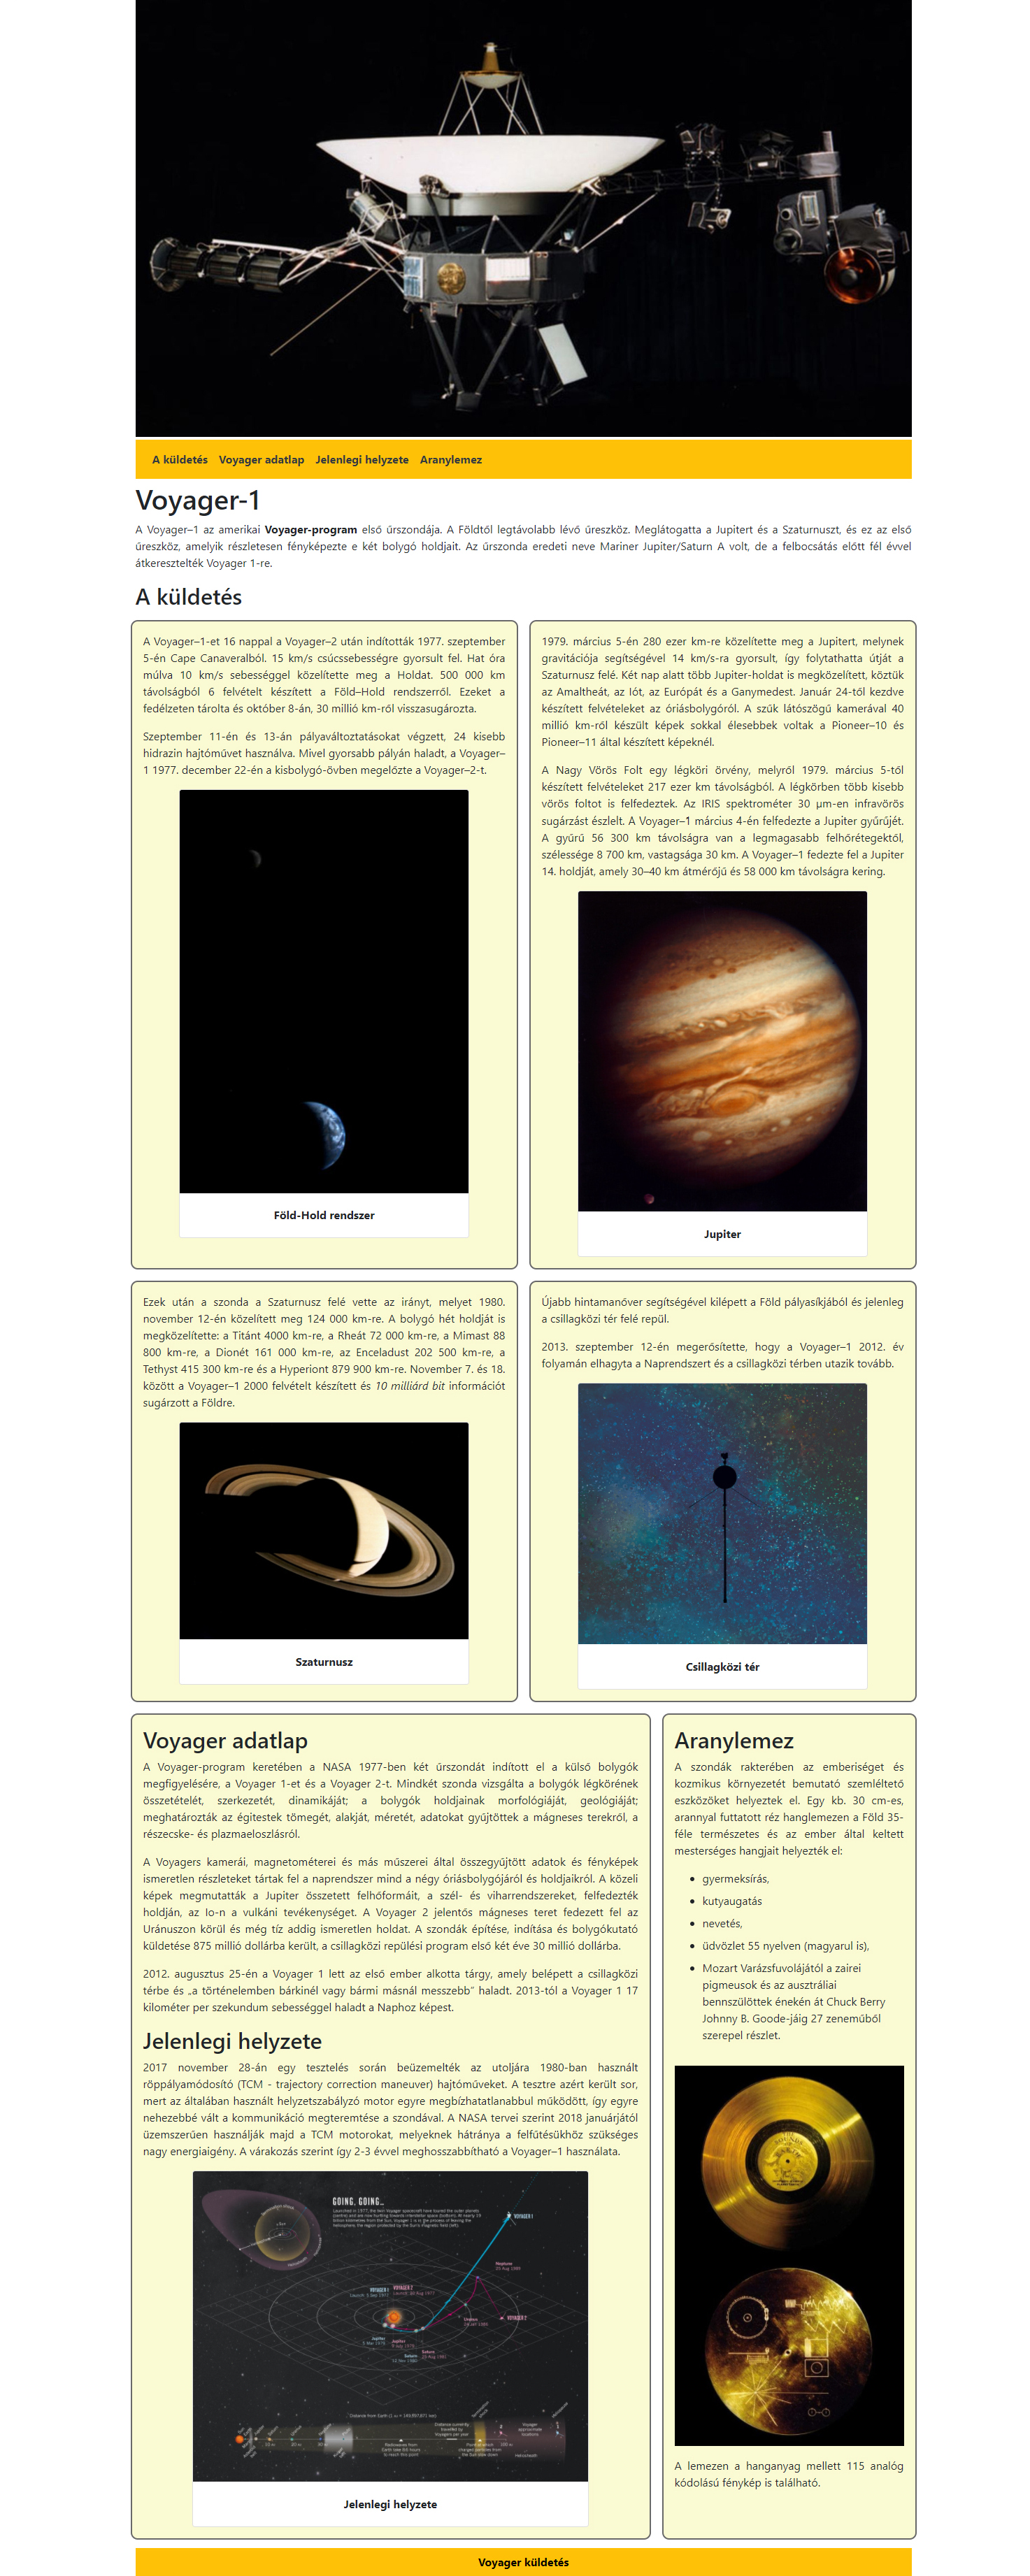 A küldetés Voyager adatlap Jelenlegi helyzete Aranylemez
Voyager-1
A Voyager–1 az amerikai Voyager-program első űrszondája. A Földtől legtávolabb lévő űreszköz. Meglátogatta a Jupitert és a Szaturnuszt, és ez az első
űreszköz, amelyik részletesen fényképezte e két bolygó holdjait. Az űrszonda eredeti neve Mariner Jupiter/Saturn A volt, de a felbocsátás előtt fél évvel
átkeresztelték Voyager 1-re.
A küldetés
A Voyager–1-et 16 nappal a Voyager–2 után indították 1977. szeptember
5-én Cape Canaveralból. 15 km/s csúcssebességre gyorsult fel. Hat óra
múlva 10 km/s sebességgel közelítette meg a Holdat. 500 000 km
távolságból 6 felvételt készített a Föld–Hold rendszerről. Ezeket a
fedélzeten tárolta és október 8-án, 30 millió km-ről visszasugározta.
Szeptember 11-én és 13-án pályaváltoztatásokat végzett, 24 kisebb
hidrazin hajtóművet használva. Mivel gyorsabb pályán haladt, a Voyager–
1 1977. december 22-én a kisbolygó-övben megelőzte a Voyager–2-t.
Föld-Hold rendszer
1979. március 5-én 280 ezer km-re közelítette meg a Jupitert, melynek
gravitációja segítségével 14 km/s-ra gyorsult, így folytathatta útját a
Szaturnusz felé. Két nap alatt több Jupiter-holdat is megközelített, köztük
az Amaltheát, az Iót, az Európát és a Ganymedest. Január 24-től kezdve
készített felvételeket az óriásbolygóról. A szűk látószögű kamerával 40
millió km-ről készült képek sokkal élesebbek voltak a Pioneer–10 és
Pioneer–11 által készített képeknél.
A Nagy Vörös Folt egy légköri örvény, melyről 1979. március 5-től
készített felvételeket 217 ezer km távolságból. A légkörben több kisebb
vörös foltot is felfedeztek. Az IRIS spektrométer 30 µm-en infravörös
sugárzást észlelt. A Voyager–1 március 4-én felfedezte a Jupiter gyűrűjét.
A gyűrű 56 300 km távolságra van a legmagasabb felhőrétegektől,
szélessége 8 700 km, vastagsága 30 km. A Voyager–1 fedezte fel a Jupiter
14. holdját, amely 30–40 km átmérőjű és 58 000 km távolságra kering.
Jupiter
Ezek után a szonda a Szaturnusz felé vette az irányt, melyet 1980.
november 12-én közelített meg 124 000 km-re. A bolygó hét holdját is
megközelítette: a Titánt 4000 km-re, a Rheát 72 000 km-re, a Mimast 88
800 km-re, a Dionét 161 000 km-re, az Enceladust 202 500 km-re, a
Tethyst 415 300 km-re és a Hyperiont 879 900 km-re. November 7. és 18.
között a Voyager–1 2000 felvételt készített és 10 milliárd bit információt
sugárzott a Földre.
Szaturnusz
Újabb hintamanőver segítségével kilépett a Föld pályasíkjából és jelenleg
a csillagközi tér felé repül.
2013. szeptember 12-én megerősítette, hogy a Voyager–1 2012. év
folyamán elhagyta a Naprendszert és a csillagközi térben utazik tovább.
Csillagközi tér
Voyager adatlap
A Voyager-program keretében a NASA 1977-ben két űrszondát indított el a külső bolygók
megfigyelésére, a Voyager 1-et és a Voyager 2-t. Mindkét szonda vizsgálta a bolygók légkörének
összetételét, szerkezetét, dinamikáját; a bolygók holdjainak morfológiáját, geológiáját;
meghatározták az égitestek tömegét, alakját, méretét, adatokat gyűjtöttek a mágneses terekről, a
részecske- és plazmaeloszlásról.
A Voyagers kamerái, magnetométerei és más műszerei által összegyűjtött adatok és fényképek
ismeretlen részleteket tártak fel a naprendszer mind a négy óriásbolygójáról és holdjaikról. A közeli
képek megmutatták a Jupiter összetett felhőformáit, a szél- és viharrendszereket, felfedezték
holdján, az Io-n a vulkáni tevékenységet. A Voyager 2 jelentős mágneses teret fedezett fel az
Uránuszon körül és még tíz addig ismeretlen holdat. A szondák építése, indítása és bolygókutató
küldetése 875 millió dollárba került, a csillagközi repülési program első két éve 30 millió dollárba.
2012. augusztus 25-én a Voyager 1 lett az első ember alkotta tárgy, amely belépett a csillagközi
térbe és „a történelemben bárkinél vagy bármi másnál messzebb” haladt. 2013-tól a Voyager 1 17
kilométer per szekundum sebességgel haladt a Naphoz képest.
Jelenlegi helyzete
2017 november 28-án egy tesztelés során beüzemelték az utoljára 1980-ban használt
röppályamódosító (TCM - trajectory correction maneuver) hajtóműveket. A tesztre azért került sor,
mert az általában használt helyzetszabályzó motor egyre megbízhatatlanabbul működött, így egyre
nehezebbé vált a kommunikáció megteremtése a szondával. A NASA tervei szerint 2018 januárjától
üzemszerűen használják majd a TCM motorokat, melyeknek hátránya a felfűtésükhöz szükséges
nagy energiaigény. A várakozás szerint így 2-3 évvel meghosszabbítható a Voyager–1 használata.
GOING, GOING...
VOYAGER 1
Neptune
VOYAGER 2
Uranus
Jupiter
Saturn
Jelenlegi helyzete
Aranylemez
A szondák rakterében az emberiséget és
kozmikus környezetét bemutató szemléltető
eszközöket helyeztek el. Egy kb. 30 cm-es,
arannyal futtatott réz hanglemezen a Föld 35-
féle természetes és az ember által keltett
mesterséges hangjait helyezték el:
gyermeksírás,
kutyaugatás
nevetés,
üdvözlet 55 nyelven (magyarul is),
Mozart Varázsfuvolájától a zairei
pigmeusok és az ausztráliai
bennszülöttek énekén át Chuck Berry
Johnny B. Goode-jáig 27 zeneműből
szerepel részlet.
A lemezen a hanganyag mellett 115 analóg
kódolású fénykép is található.
Voyager küldetés